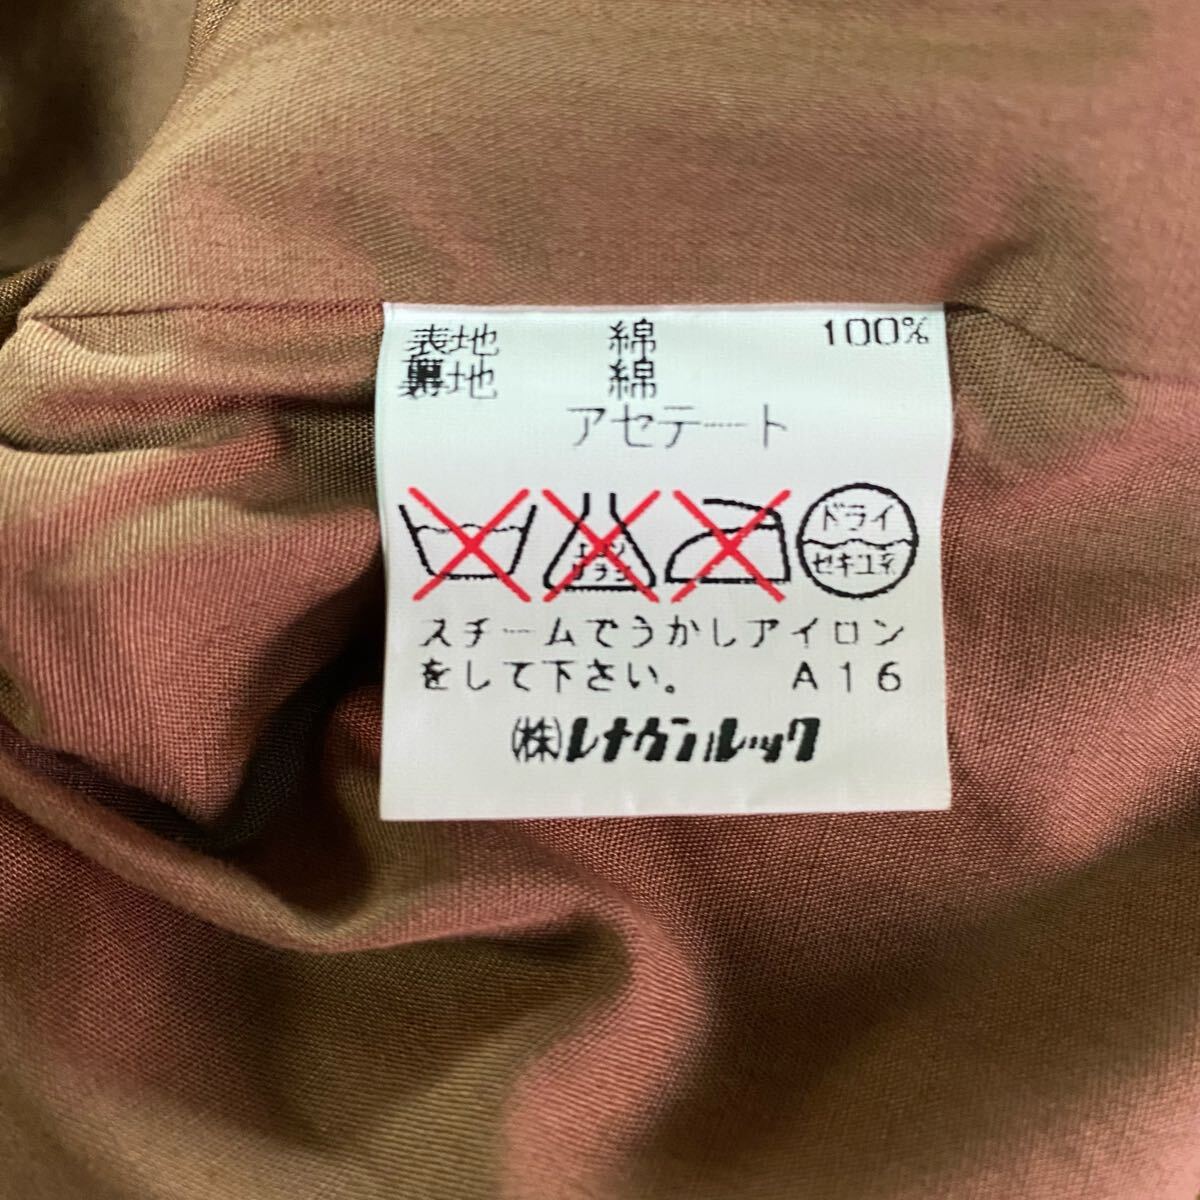 表地 綿 100%
裏地 綿
アセテート
エンソ
サラシ
ドライ
セキユ系
スチームでうかしアイロン
をして下さい。 A16
(株)レナウンルック